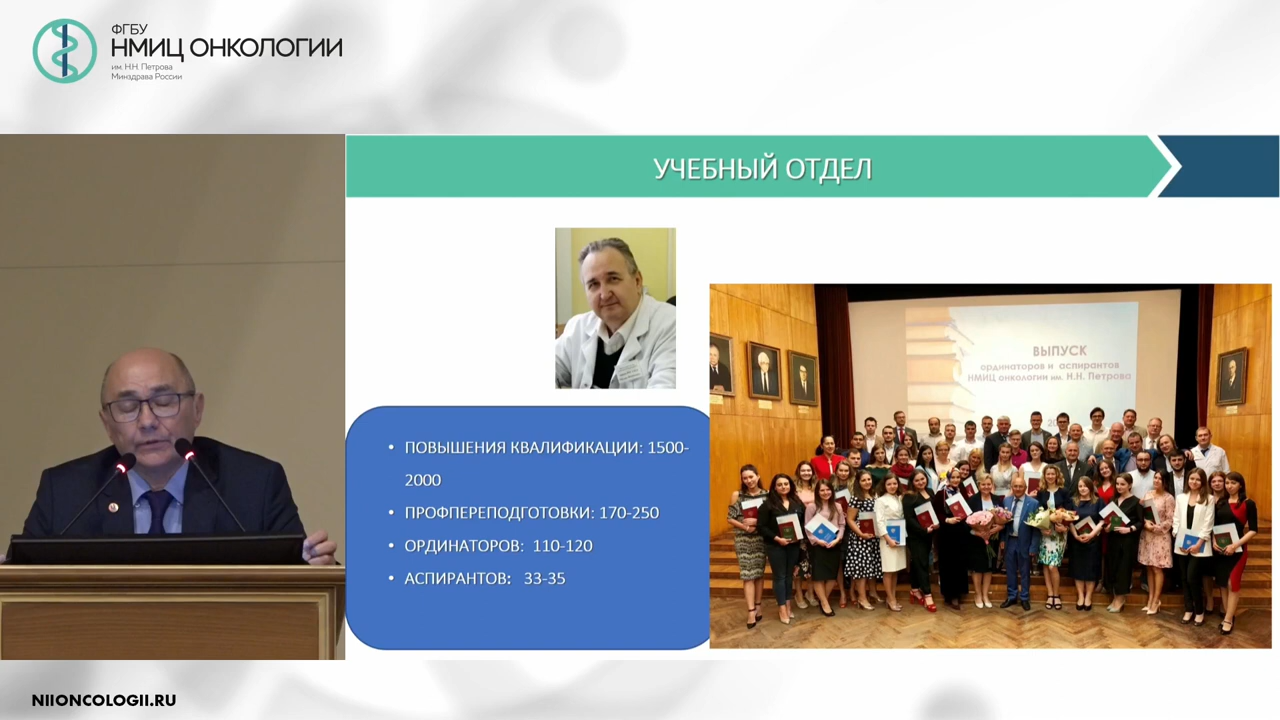 ФГБУ
НМИЦ ОНКОЛОГИИ
им. Н.Н. Петрова
Минздрава России
УЧЕБНЫЙ ОТДЕЛ
• ПОВЫШЕНИЯ КВАЛИФИКАЦИИ: 1500-
2000
• ПРОФПЕРЕПОДГОТОВКИ: 170-250
• ОРДИНАТОРОВ: 110-120
• АСПИРАНТОВ: 33-35
ВЫПУСК
ординаторов и аспирантов
НМИЦ онкологии им. Н.Н. Петрова
NIIONCOLOGII.RU